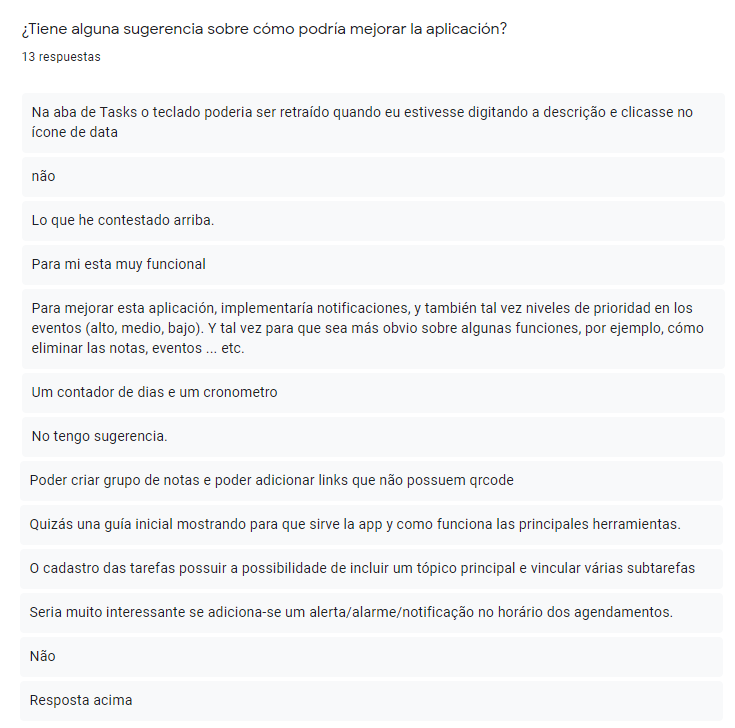 ¿Tiene alguna sugerencia sobre cómo podría mejorar la aplicación?
13 respuestas
Na aba de Tasks o teclado poderia ser retraído quando eu estivesse digitando a descrição e clicasse no
ícone de data
não
Lo que he contestado arriba.
Para mi esta muy funcional
Para mejorar esta aplicación, implementaría notificaciones, y también tal vez niveles de prioridad en los
eventos (alto, medio, bajo). Y tal vez para que sea más obvio sobre algunas funciones, por ejemplo, cómo
eliminar las notas, eventos ... etc.
Um contador de dias e um cronometro
No tengo sugerencia.
Poder criar grupo de notas e poder adicionar links que não possuem qrcode
Quizás una guía inicial mostrando para que sirve la app y como funciona las principales herramientas.
O cadastro das tarefas possuir a possibilidade de incluir um tópico principal e vincular várias subtarefas
Seria muito interessante se adiciona-se um alerta/alarme/notificação no horário dos agendamentos.
Não
Resposta acima